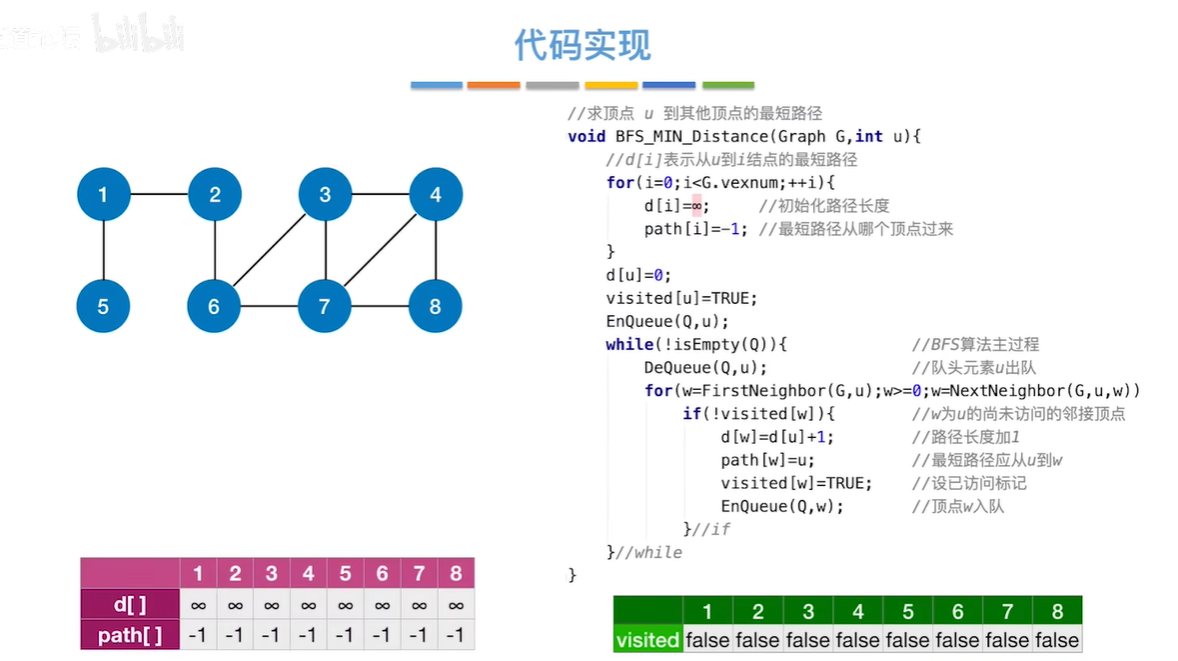 bilibili
代码实现
//求顶点 u 到其他顶点的最短路径
void BFS_MIN_Distance(Graph G,int u){
//d[i]表示从u到i结点的最短路径
for(i=0;i<G.vexnum;++i){
d[i]=∞; //初始化路径长度
path[i]=-1; //最短路径从哪个顶点过来
}
d[u]=0;
visited[u]=TRUE;
EnQueue(Q,u);
while(!isEmpty(Q)){ //BFS算法主过程
DeQueue(Q,u); //队头元素u出队
for(w=FirstNeighbor(G,u);w>=0;w=NextNeighbor(G,u,w))
if(!visited[w]){ //w为u的尚未访问的邻接顶点
d[w]=d[u]+1; //路径长度加1
path[w]=u; //最短路径应从u到w
visited[w]=TRUE; //设已访问标记
EnQueue(Q,w); //顶点w入队
}//if
}//while
}
1 2 3 4
5 6 7 8
1 2 3 4 5 6 7 8
d[ ] ∞ ∞ ∞ ∞ ∞ ∞ ∞ ∞
path[ ] -1 -1 -1 -1 -1 -1 -1 -1
1 2 3 4 5 6 7 8
visited false false false false false false false false